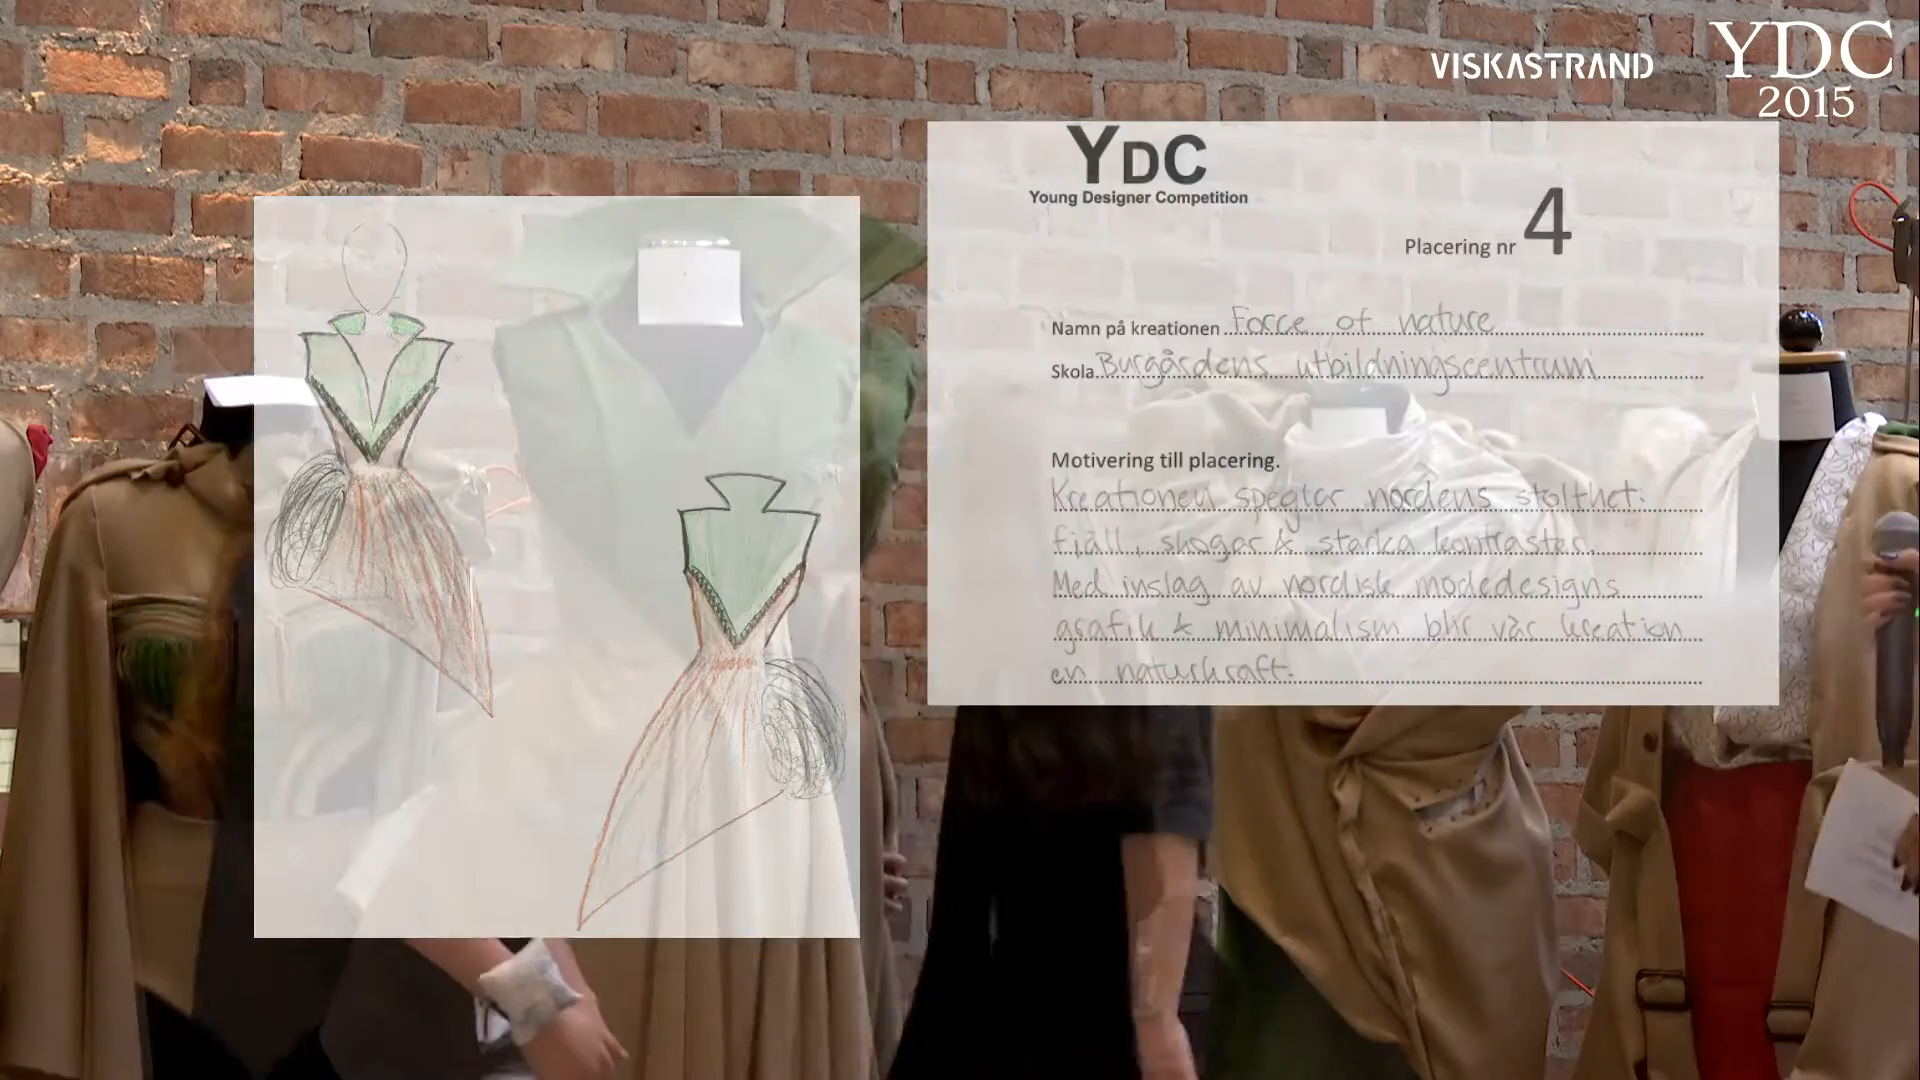 VISKASTRAND
YDC
2015
YDC
Young Designer Competition
Placering nr 4
Namn på kreationen Force of nature
Skola Burgårdens utbildningscentrum
Motivering till placering.
Kreationen speglar nordens stolthet:
fjäll, skogar & starka kontraster.
Med inslag av nordisk modedesigns
grafik & minimalism blir vår kreation
en naturkraft.